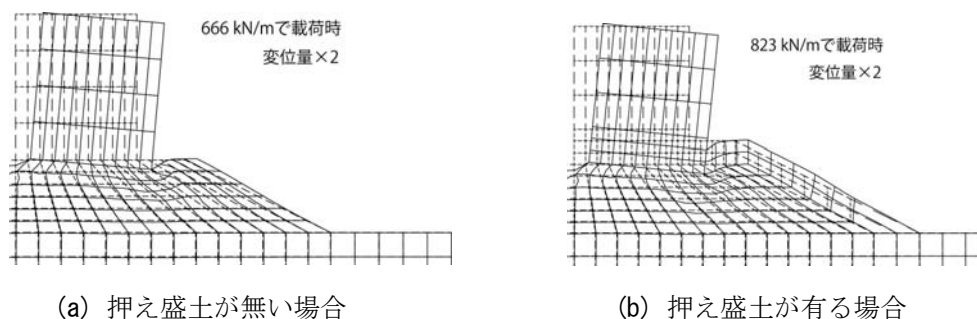 666 kN/mで載荷時
変位量×2
823 kN/mで載荷時
変位量×2
(a) 押え盛土が無い場合
(b) 押え盛土が有る場合